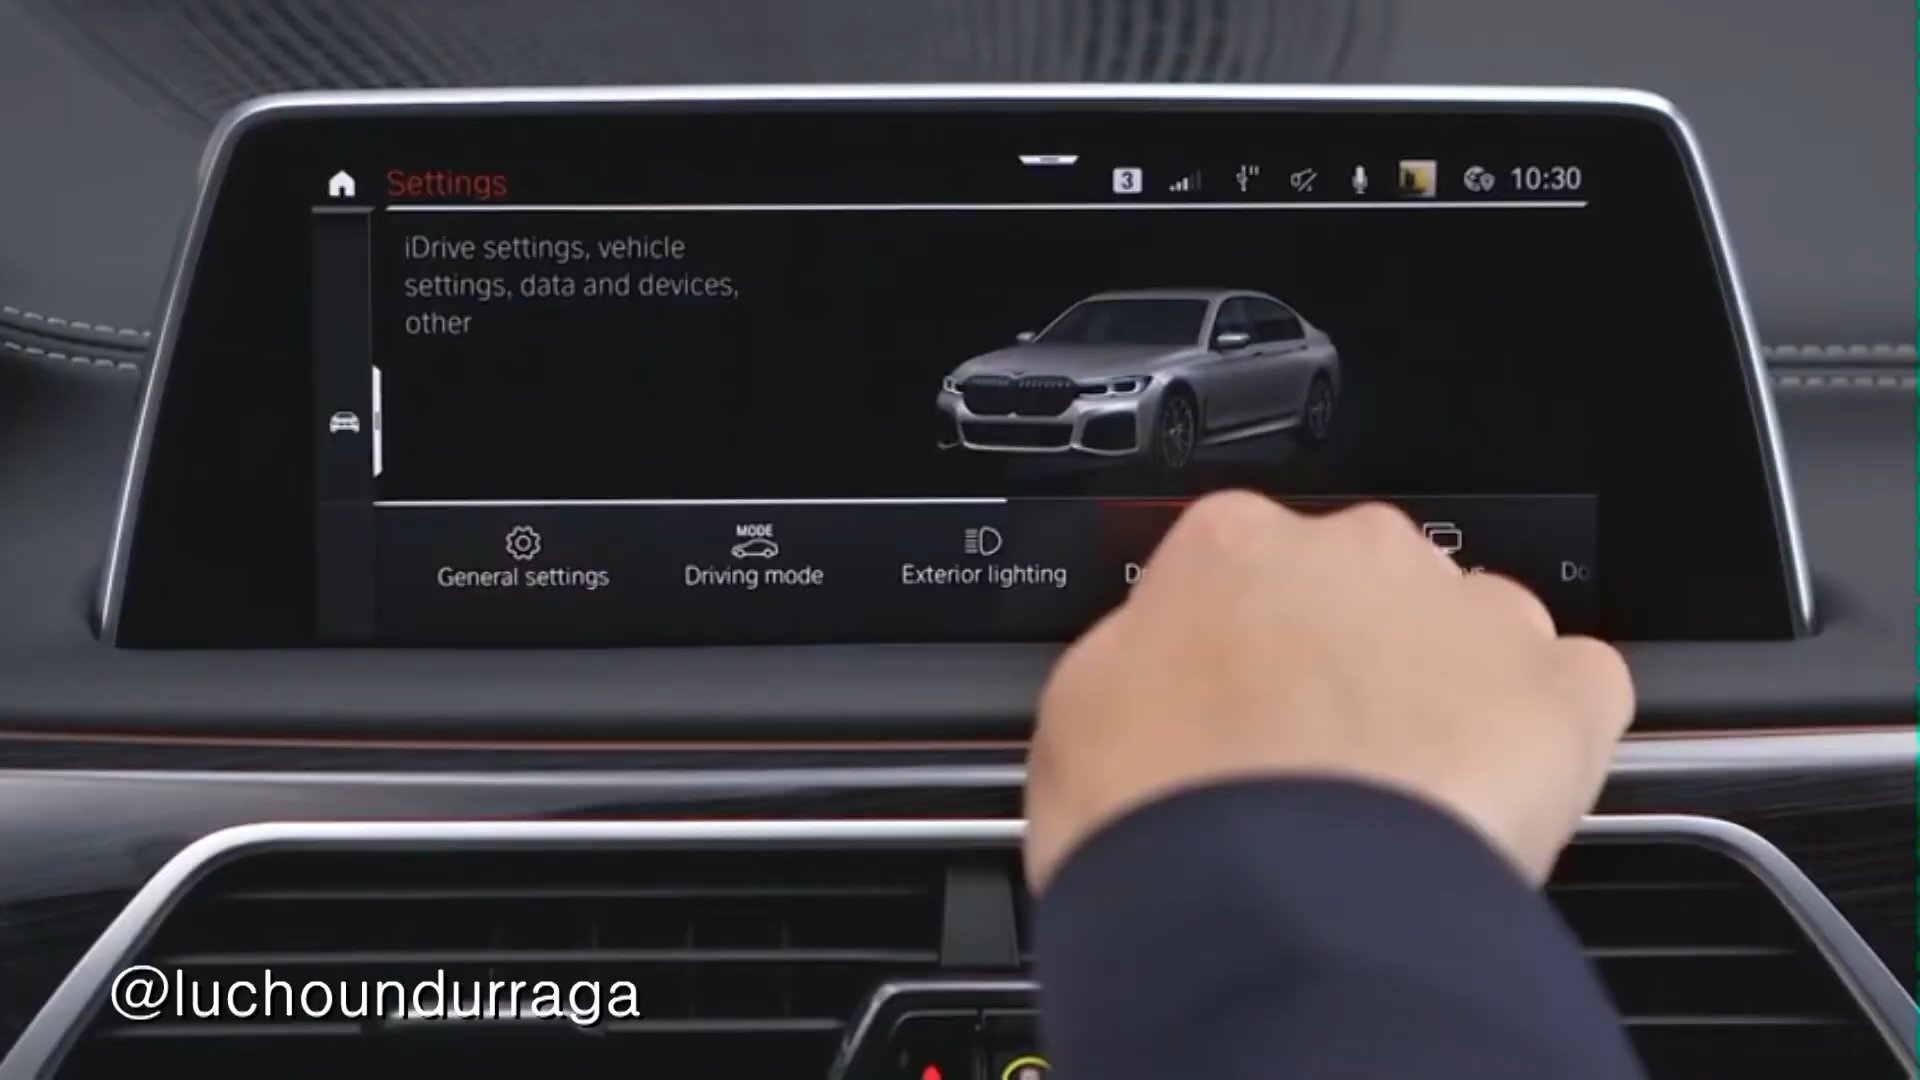 Settings
3
10:30
iDrive settings, vehicle
settings, data and devices,
other
MODE
General settings
Driving mode
Exterior lighting
@luchoundurraga